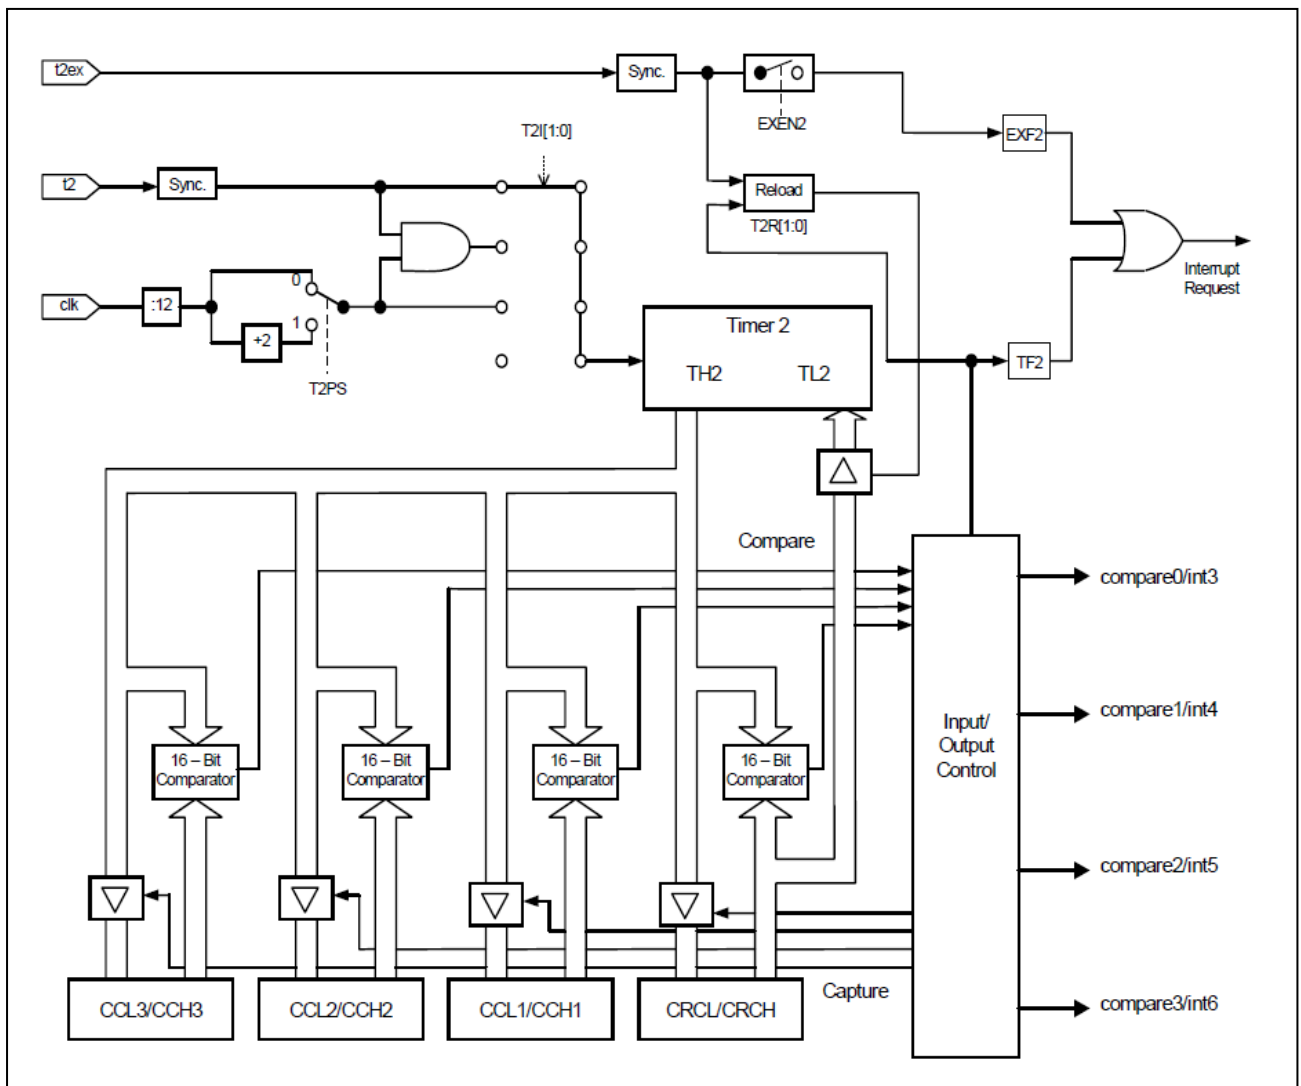 t2ex
Sync.
EXEN2
T2I[1:0]
EXF2
t2
Sync.
Reload
T2R[1:0]
Interrupt
Request
clk
:12
0
1
+2
T2PS
Timer 2
TH2 TL2
TF2
Compare
compare0/int3
compare1/int4
Input/
Output
Control
16 – Bit
Comparator
16 – Bit
Comparator
16 – Bit
Comparator
16 – Bit
Comparator
compare2/int5
Capture
CCL3/CCH3
CCL2/CCH2
CCL1/CCH1
CRCL/CRCH
compare3/int6